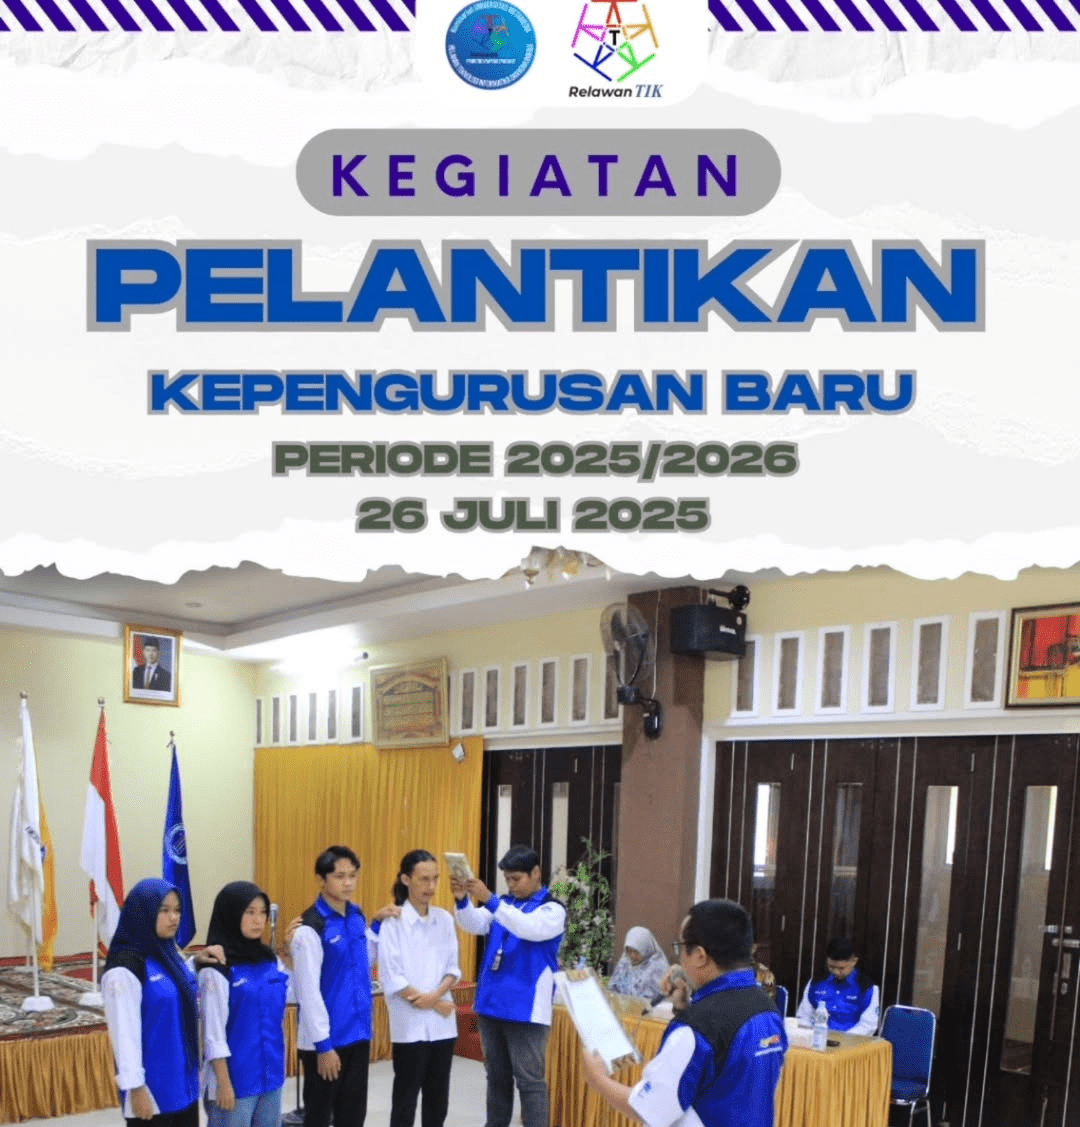 Relawan TIK
KEGIATAN
PELANTIKAN
KEPENGURUSAN BARU
PERIODE 2025/2026
26 JULI 2025